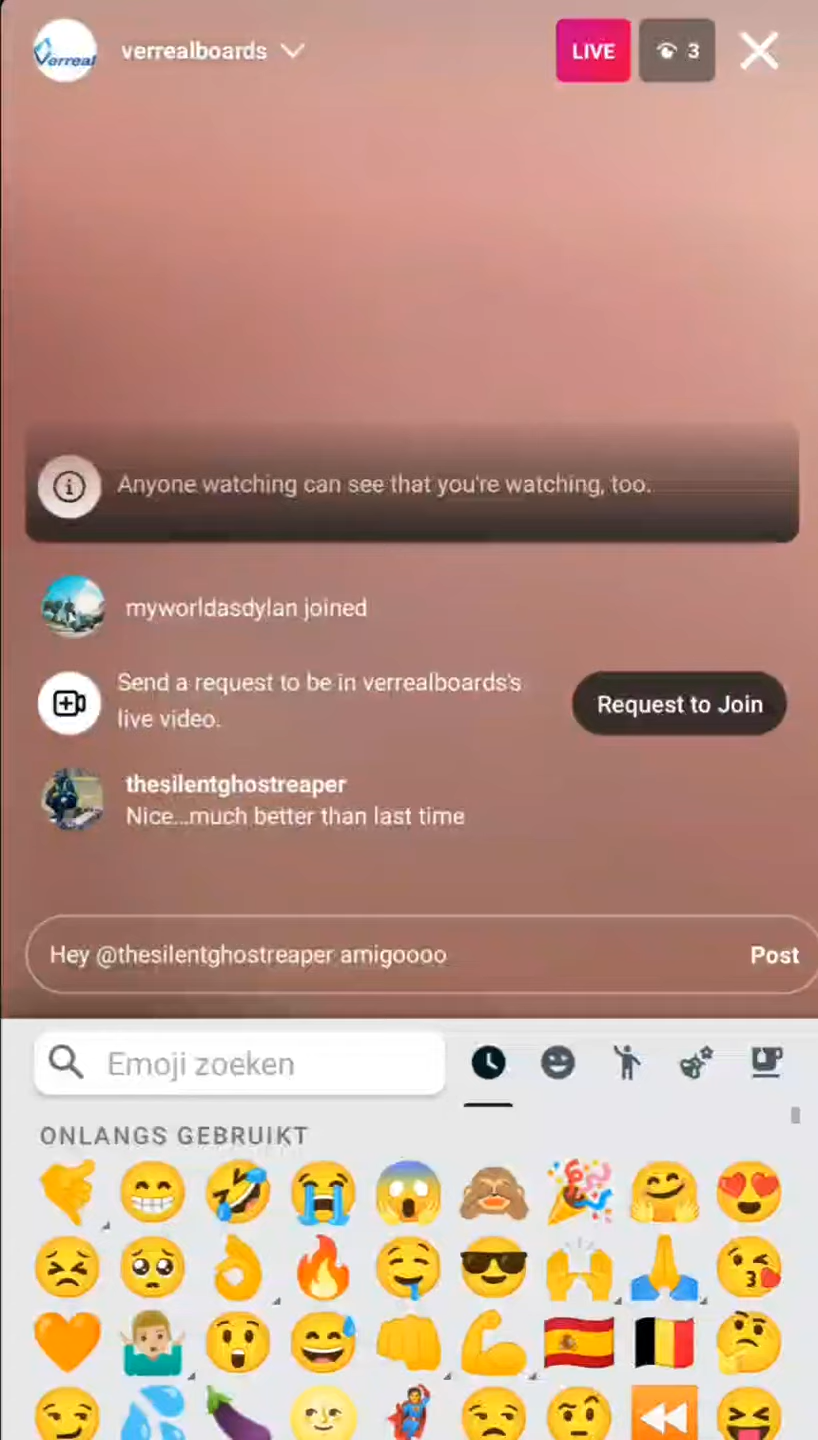 Verreal
verrealboards
LIVE
3
Anyone watching can see that you're watching, too.
myworldasdylan joined
Send a request to be in verrealboards's
live video.
Request to Join
thesilentghostreaper
Nice...much better than last time
Hey @thesilentghostreaper amigoooo
Post
Emoji zoeken
ONLANGS GEBRUIKT